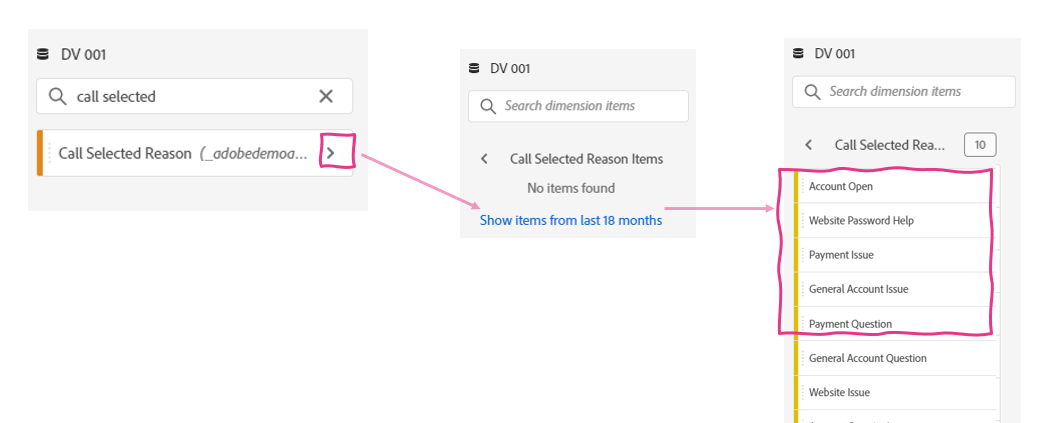 DV 001
call selected
Call Selected Reason (_adobedemoa...
DV 001
Search dimension items
Call Selected Reason Items
No items found
Show items from last 18 months
DV 001
Search dimension items
Call Selected Rea... 10
Account Open
Website Password Help
Payment Issue
General Account Issue
Payment Question
General Account Question
Website Issue